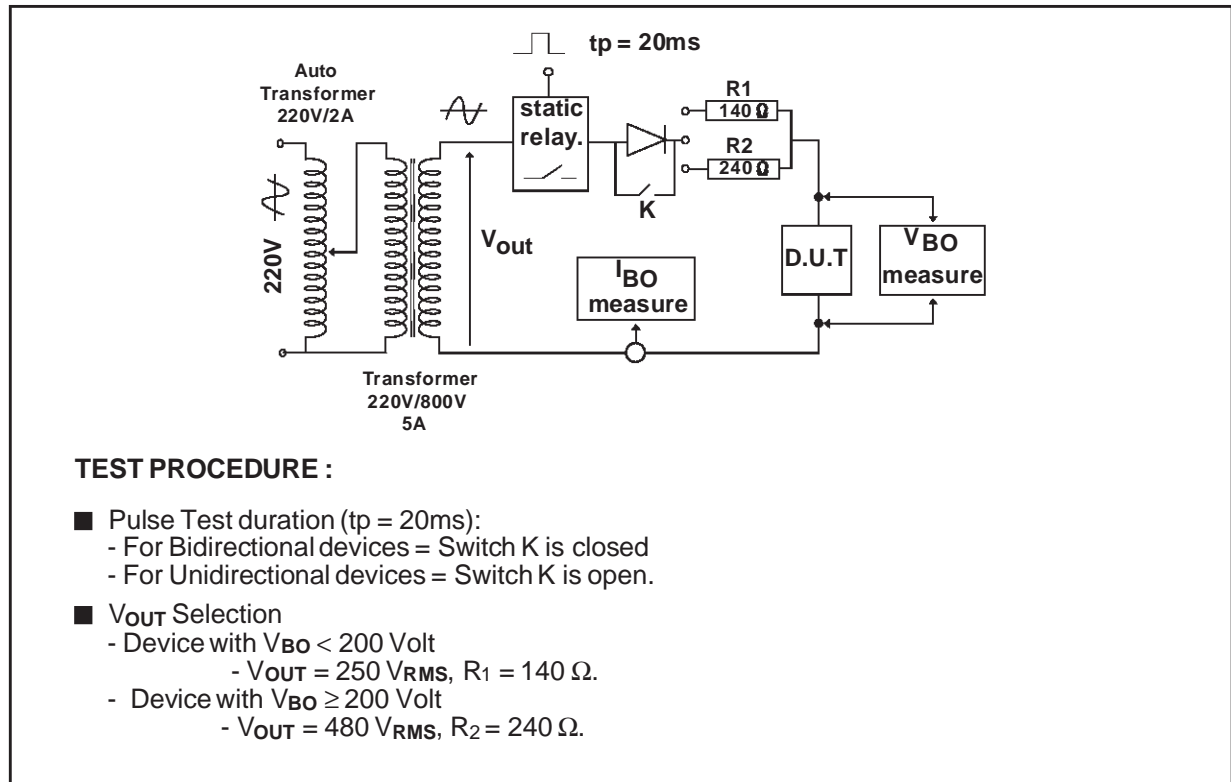 tp = 20ms
Auto
Transformer
220V/2A
static
relay.
R1
140 Ω
R2
240 Ω
K
220V
Vout
IBO
measure
D.U.T
VBO
measure
Transformer
220V/800V
5A
TEST PROCEDURE :
■ Pulse Test duration (tp = 20ms):
- For Bidirectional devices = Switch K is closed
- For Unidirectional devices = Switch K is open.
■ VOUT Selection
- Device with VBO < 200 Volt
- VOUT = 250 VRMS, R1 = 140 Ω.
- Device with VBO ≥ 200 Volt
- VOUT = 480 VRMS, R2 = 240 Ω.